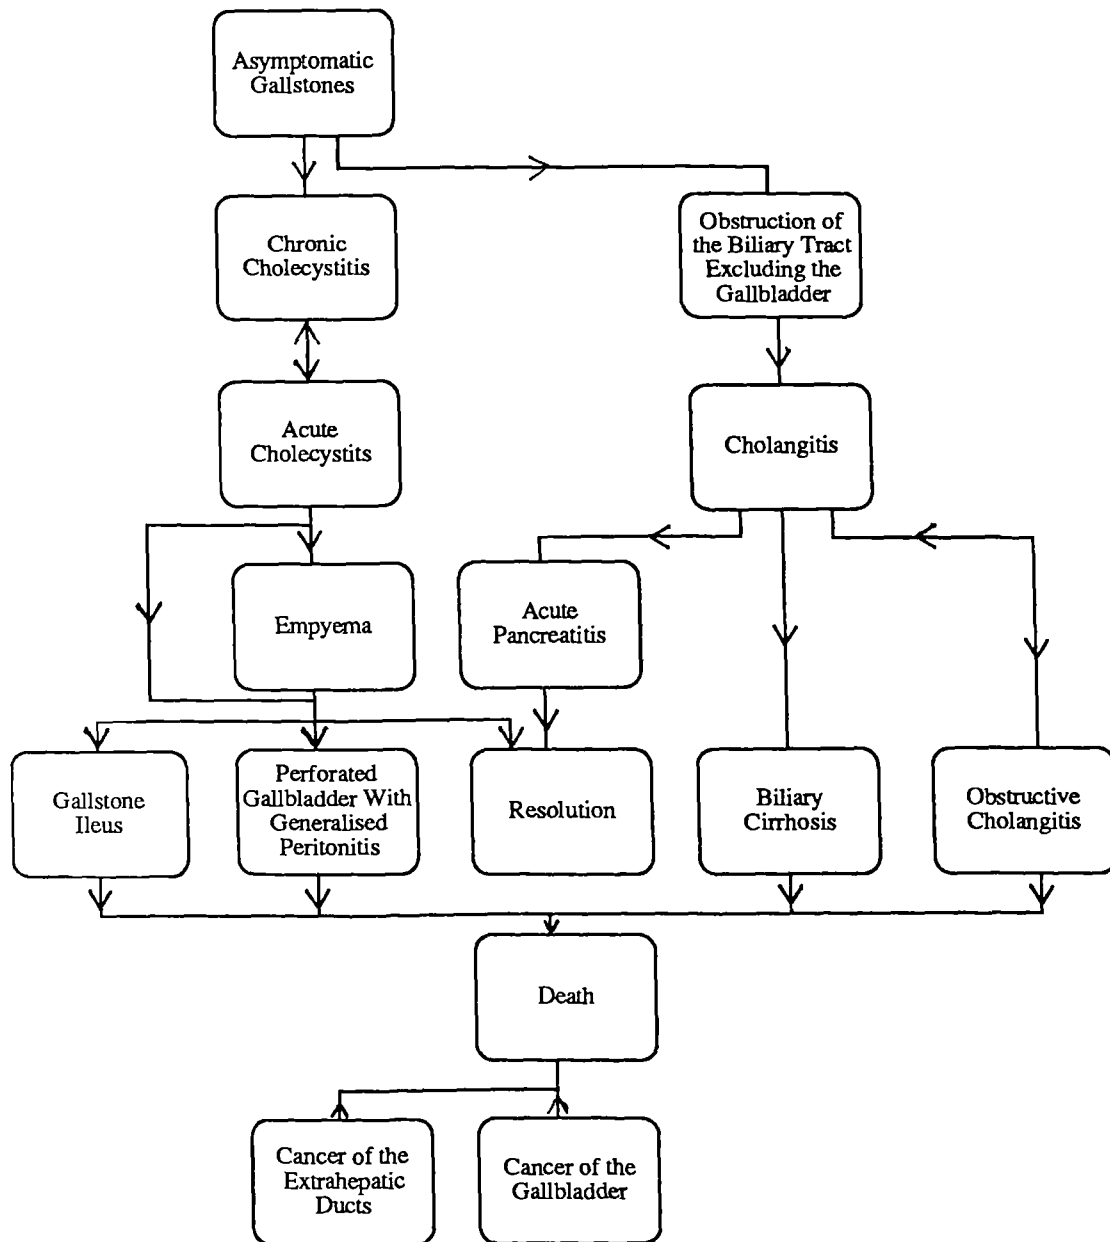 Asymptomatic
Gallstones
Chronic
Cholecystitis
Obstruction of
the Biliary Tract
Excluding the
Gallbladder
Acute
Cholecystits
Cholangitis
Empyema
Acute
Pancreatitis
Gallstone
Ileus
Perforated
Gallbladder With
Generalised
Peritonitis
Resolution
Biliary
Cirrhosis
Obstructive
Cholangitis
Death
Cancer of the
Extrahepatic
Ducts
Cancer of the
Gallbladder